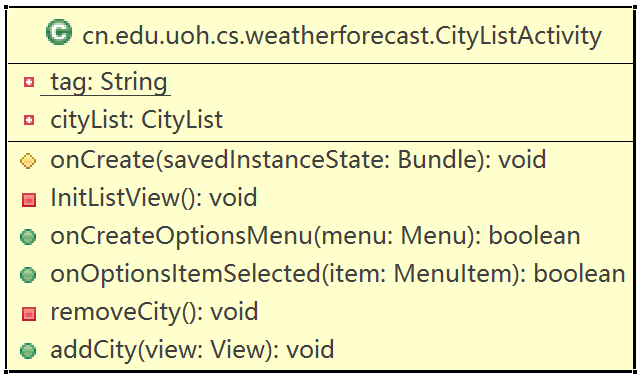 C cn.edu.uoh.cs.weatherforecast.CityListActivity
tag: String
cityList: CityList
onCreate(savedInstanceState: Bundle): void
InitListView(): void
onCreateOptionsMenu(menu: Menu): boolean
onOptionsItemSelected(item: MenuItem): boolean
removeCity(): void
addCity(view: View): void